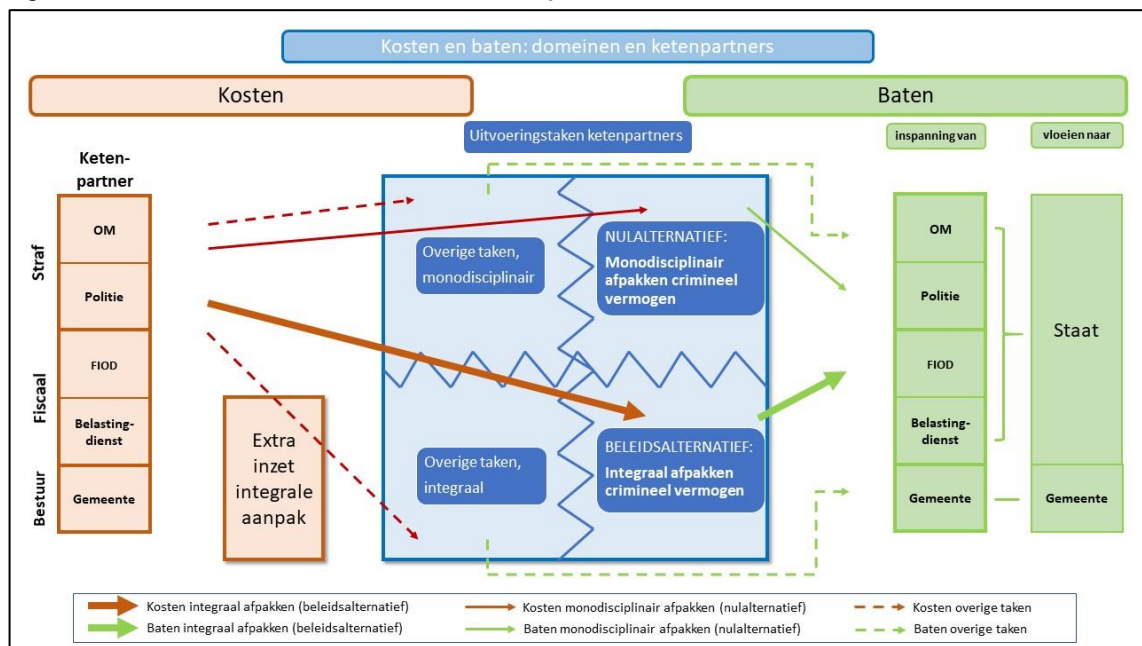 Kosten en baten: domeinen en ketenpartners
Kosten
Baten
Uitvoeringstaken ketenpartners
inspanning van
vloeien naar
Keten-
partner
Straf
Fiscaal
Bestuur
OM
Politie
FIOD
Belasting-
dienst
Gemeente
Extra
inzet
integrale
aanpak
Overige taken,
monodisciplinair
NULALTERNATIEF:
Monodisciplinair
afpakken crimineel
vermogen
Overige taken,
integraal
BELEIDSALTERNATIEF:
Integraal afpakken
crimineel vermogen
OM
Politie
FIOD
Belasting-
dienst
Gemeente
Staat
Gemeente
Kosten integraal afpakken (beleidsalternatief)
Kosten monodisciplinair afpakken (nulalternatief)
Kosten overige taken
Baten integraal afpakken (beleidsalternatief)
Baten monodisciplinair afpakken (nulalternatief)
Baten overige taken